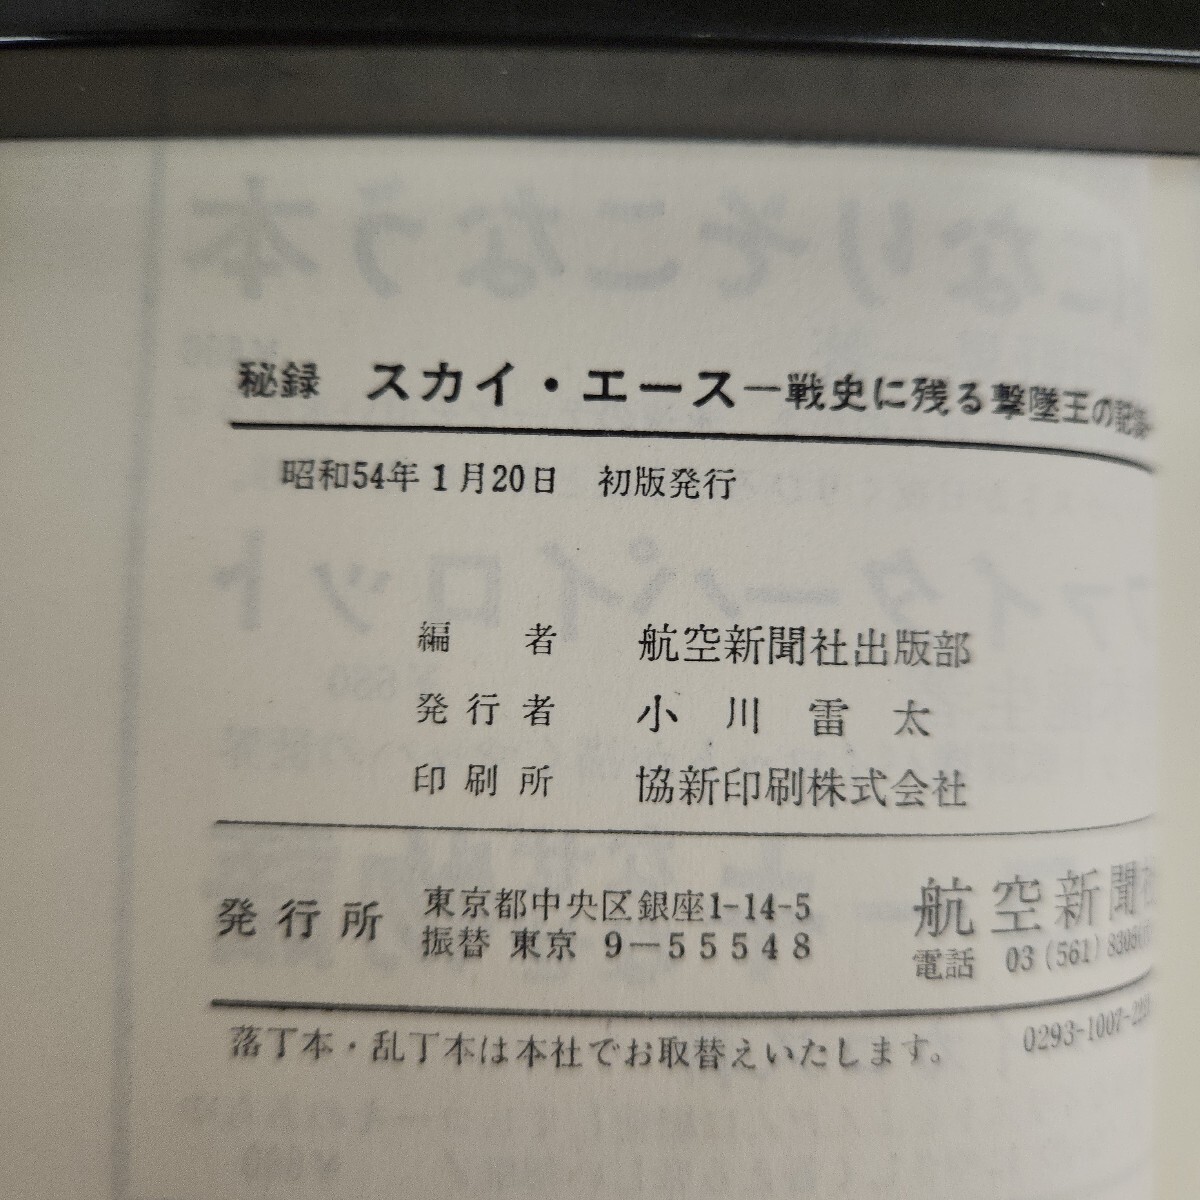 秘録 スカイ・エース―戦史に残る撃墜王の記録
昭和54年1月20日 初版発行
編者 航空新聞社出版部
発行者 小川雷太
印刷所 協新印刷株式会社
発行所 東京都中央区銀座1-14-5 航空新聞社
振替 東京 9-55548 電話 03(561)
落丁本・乱丁本は本社でお取替えいたします。 0293-1007-